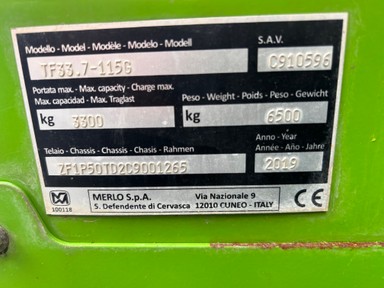 Modello - Model - Modèle - Modelo - Modell
S.A.V.
TF33.7-115G
C910596
Portata max. - Max. capacity - Charge max.
Max. capacidad - Max. Traglast
Peso - Weight - Poids - Peso - Gewicht
kg 3300
kg 6500
Telaio - Chassis - Chassis - Chasis - Rahmen
Anno - Year
Année - Año - Jahre
ZF1P50TD2C9001265
2019
100118
MERLO S.p.A.
Via Nazionale 9
S. Defendente di Cervasca
12010 CUNEO - ITALY
CE